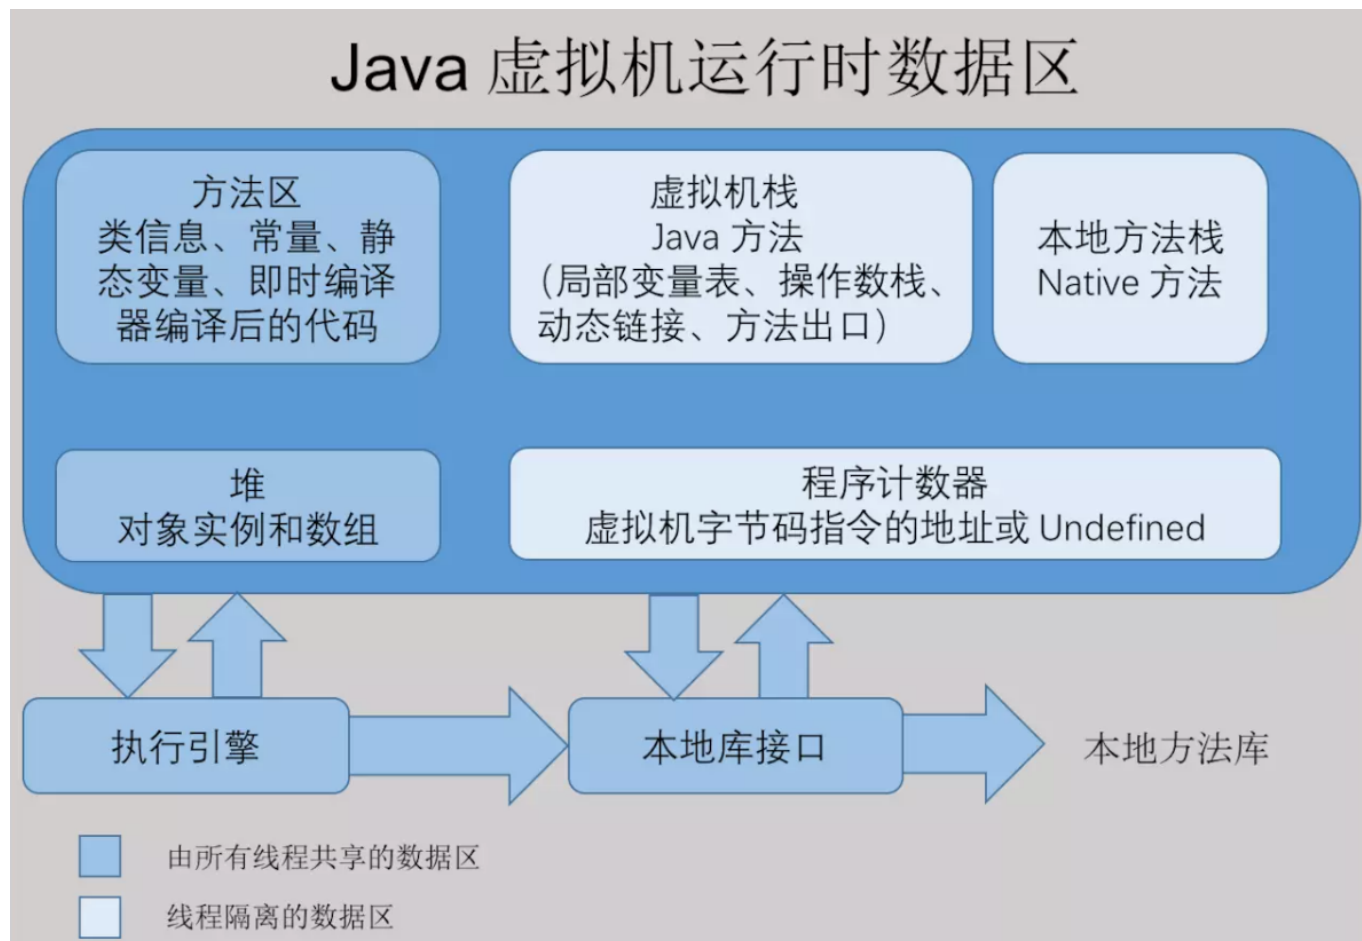 Java 虚拟机运行时数据区
方法区
类信息、常量、静
态变量、即时编译
器编译后的代码
虚拟机栈
Java 方法
（局部变量表、操作数栈、
动态链接、方法出口）
本地方法栈
Native 方法
堆
对象实例和数组
程序计数器
虚拟机字节码指令的地址或 Undefined
执行引擎
本地库接口
本地方法库
由所有线程共享的数据区
线程隔离的数据区